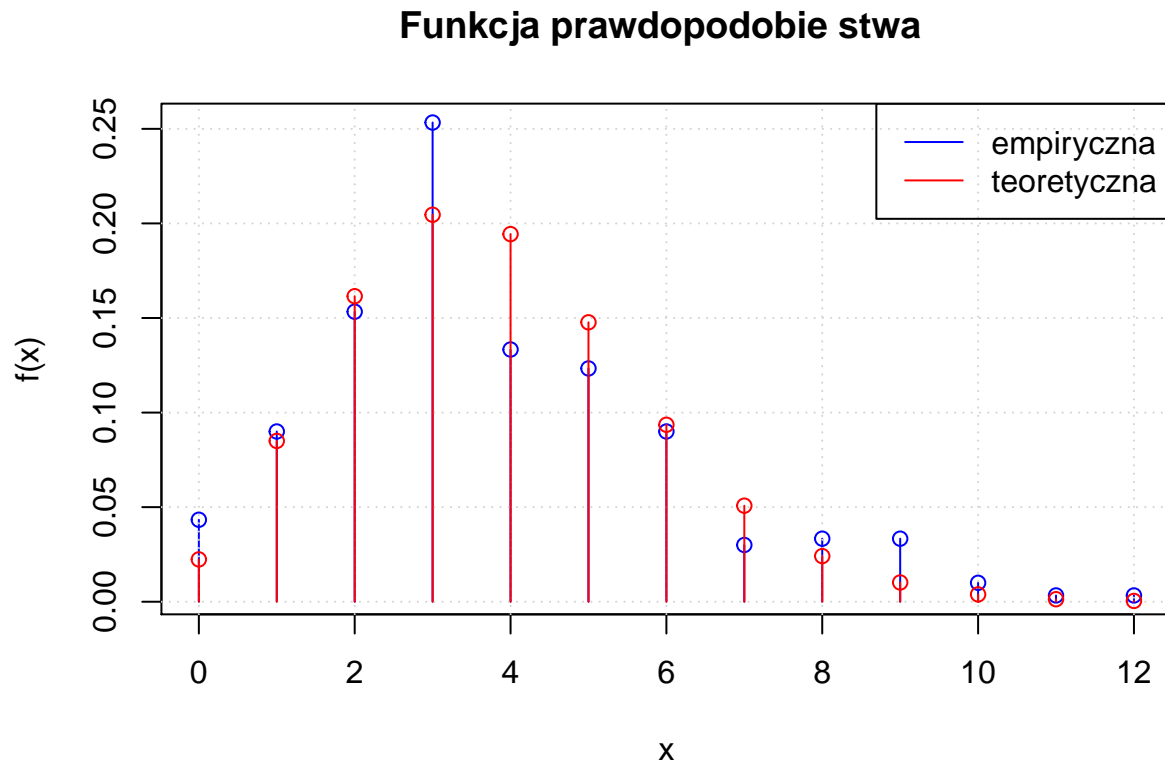 Funkcja prawdopodobie stwa
empiryczna
teoretyczna
f(x)
0.25
0.20
0.15
0.10
0.05
0.00
0 2 4 6 8 10 12
x